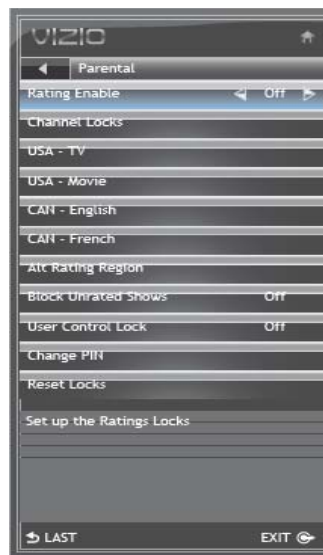 VIZIO
Parental
Rating Enable Off
Channel Locks
USA - TV
USA - Movie
CAN - English
CAN - French
Alt Rating Region
Block Unrated Shows Off
User Control Lock Off
Change PIN
Reset Locks
Set up the Ratings Locks
LAST EXIT